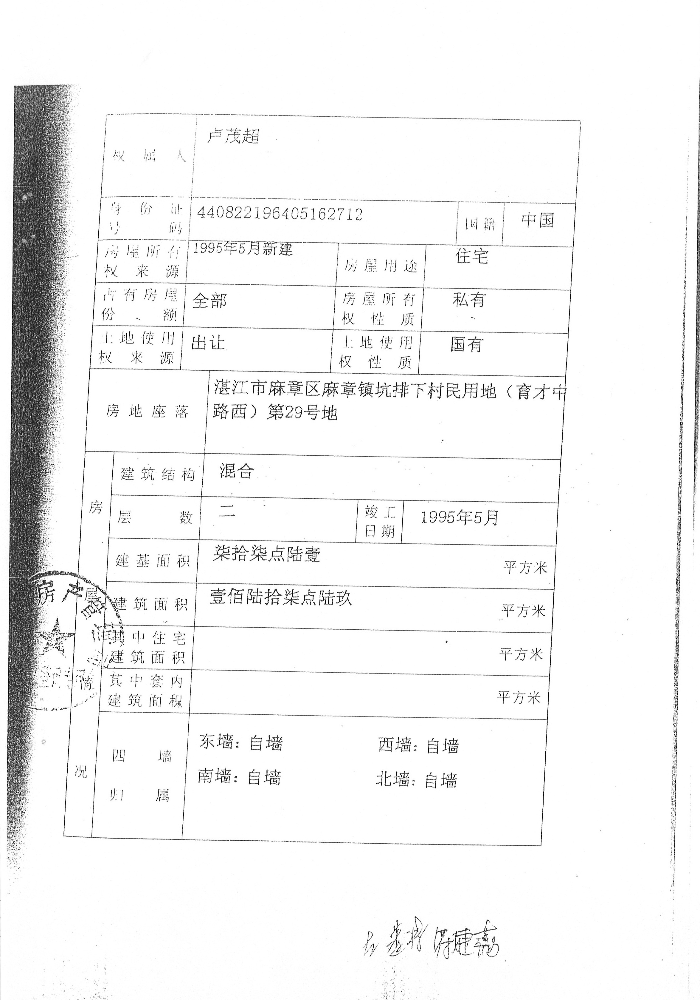 权属人 卢茂超
身份证号码 440822196405162712 国籍 中国
房屋所有权来源 1995年5月新建 房屋用途 住宅
占有房屋份额 全部 房屋所有权性质 私有
土地使用权来源 出让 土地使用权性质 国有
房地座落 湛江市麻章区麻章镇坑排下村民用地（育才中
路西）第29号地
房屋情况
建筑结构 混合
层数 二 竣工日期 1995年5月
建基面积 柒拾柒点陆壹 平方米
建筑面积 壹佰陆拾柒点陆玖 平方米
其中住宅建筑面积 平方米
其中套内建筑面积 平方米
四墙归属 东墙：自墙 西墙：自墙
南墙：自墙 北墙：自墙
房产